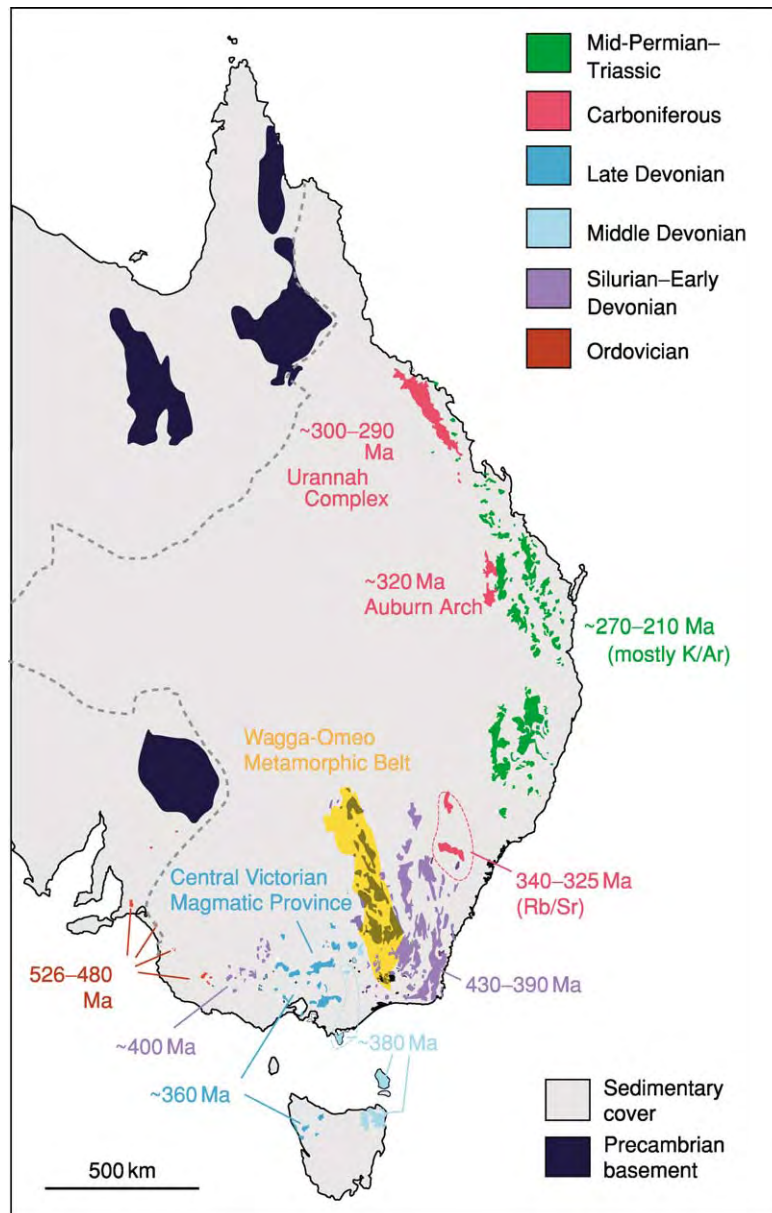 Mid-Permian–
Triassic
Carboniferous
Late Devonian
Middle Devonian
Silurian–Early
Devonian
Ordovician
~300–290
Ma
Urannah
Complex
~320 Ma
Auburn Arch
~270–210 Ma
(mostly K/Ar)
Wagga-Omeo
Metamorphic Belt
Central Victorian
Magmatic Province
340–325 Ma
(Rb/Sr)
526–480
Ma
430–390 Ma
~400 Ma
~380 Ma
~360 Ma
Sedimentary
cover
Precambrian
basement
500 km